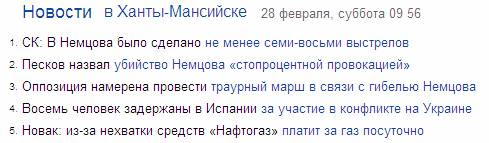 Новости в Ханты-Мансийске 28 февраля, суббота 09 56
1. СК: В Немцова было сделано не менее семи-восьми выстрелов
2. Песков назвал убийство Немцова «стопроцентной провокацией»
3. Оппозиция намерена провести траурный марш в связи с гибелью Немцова
4. Восемь человек задержаны в Испании за участие в конфликте на Украине
5. Новак: из-за нехватки средств «Нафтогаз» платит за газ посуточно